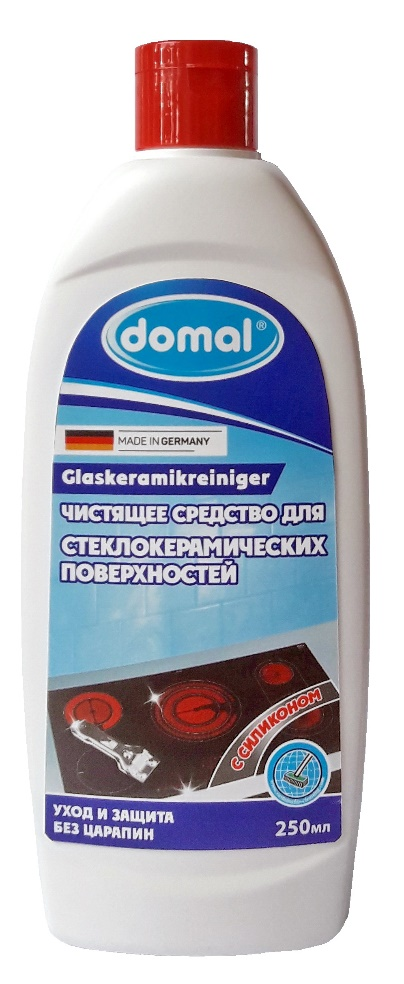 domal®
MADE IN GERMANY
Glaskeramikreiniger
ЧИСТЯЩЕЕ СРЕДСТВО ДЛЯ
СТЕКЛОКЕРАМИЧЕСКИХ
ПОВЕРХНОСТЕЙ
С СИЛИКОНОМ
УХОД И ЗАЩИТА
БЕЗ ЦАРАПИН
250мл